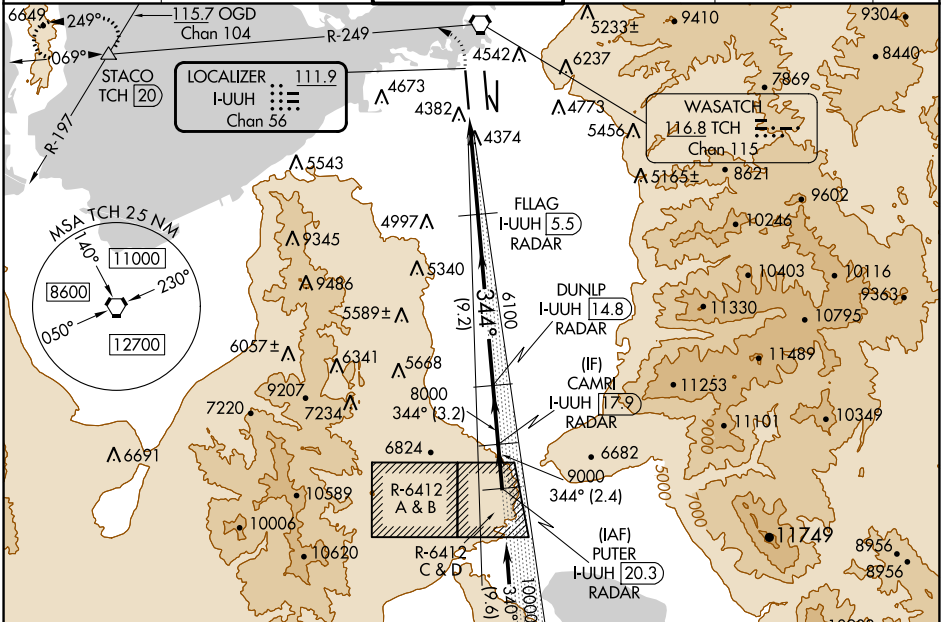 6649
249°
069°
115.7 OGD
Chan 104
R-249
STACO
TCH 20
R-197
LOCALIZER 111.9
I-UUH
Chan 56
4542
5233±
9410
9304
8440
6237
7869
4673
4382
4374
4773
5456
WASATCH
116.8 TCH
Chan 115
5543
5165±
8621
9602
MSA TCH 25 NM
140°
11000
8600
230°
050°
12700
9345
4997
FLLAG
I-UUH 5.5
RADAR
10246
9486
5340
10403
10116
9363
5589±
344°
(9.2)
6100
DUNLP
I-UUH 14.8
RADAR
11330
10795
6057±
6341
5668
11489
(IF)
CAMRI
I-UUH 17.9
RADAR
11253
9207
7220
7234
8000
344° (3.2)
11101
10349
9000
6691
6824
6682
9000
344° (2.4)
5000
7000
R-6412
A & B
10589
10006
10620
R-6412
C & D
(IAF)
PUTER
I-UUH 20.3
RADAR
11749
8956
8956
340°
(9.6)
10000